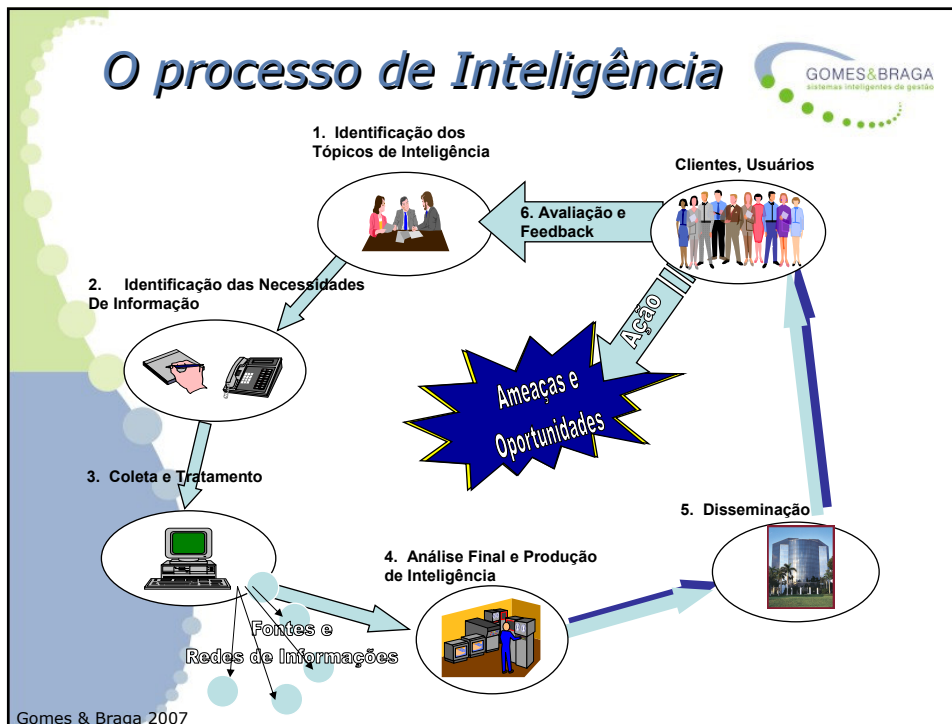 O processo de Inteligência
GOMES&BRAGA
sistemas inteligentes de gestão
1. Identificação dos
Tópicos de Inteligência
Clientes, Usuários
6. Avaliação e
Feedback
2. Identificação das Necessidades
De Informação
Ação
Ameaças e
Oportunidades
3. Coleta e Tratamento
5. Disseminação
4. Análise Final e Produção
de Inteligência
Fontes e
Redes de Informações
Gomes & Braga 2007